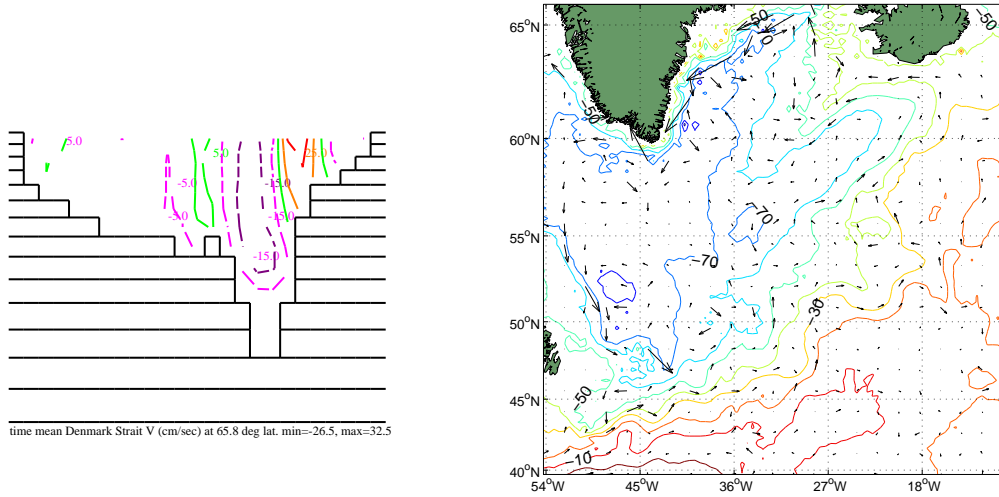 5.0
5.0
25.0
-5.0
-15.0
-5.0
-15.0
-15.0
time mean Denmark Strait V (cm/sec) at 65.8 deg lat. min=-26.5, max=32.5
65°N
60°N
55°N
50°N
45°N
40°N
−50
−50
−50
−70
−70
−30
−50
−10
54°W
45°W
36°W
27°W
18°W